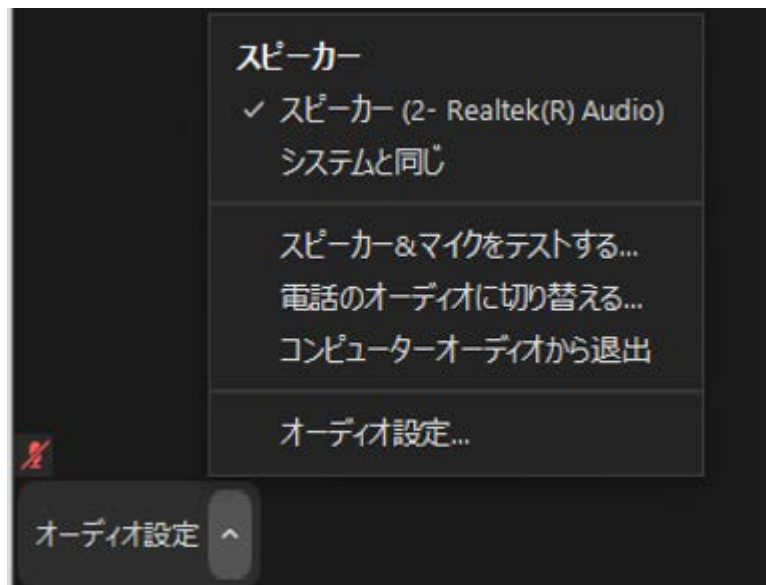 スピーカー
スピーカー (2- Realtek(R) Audio)
システムと同じ
スピーカー&マイクをテストする...
電話のオーディオに切り替える...
コンピューターオーディオから退出
オーディオ設定...
オーディオ設定